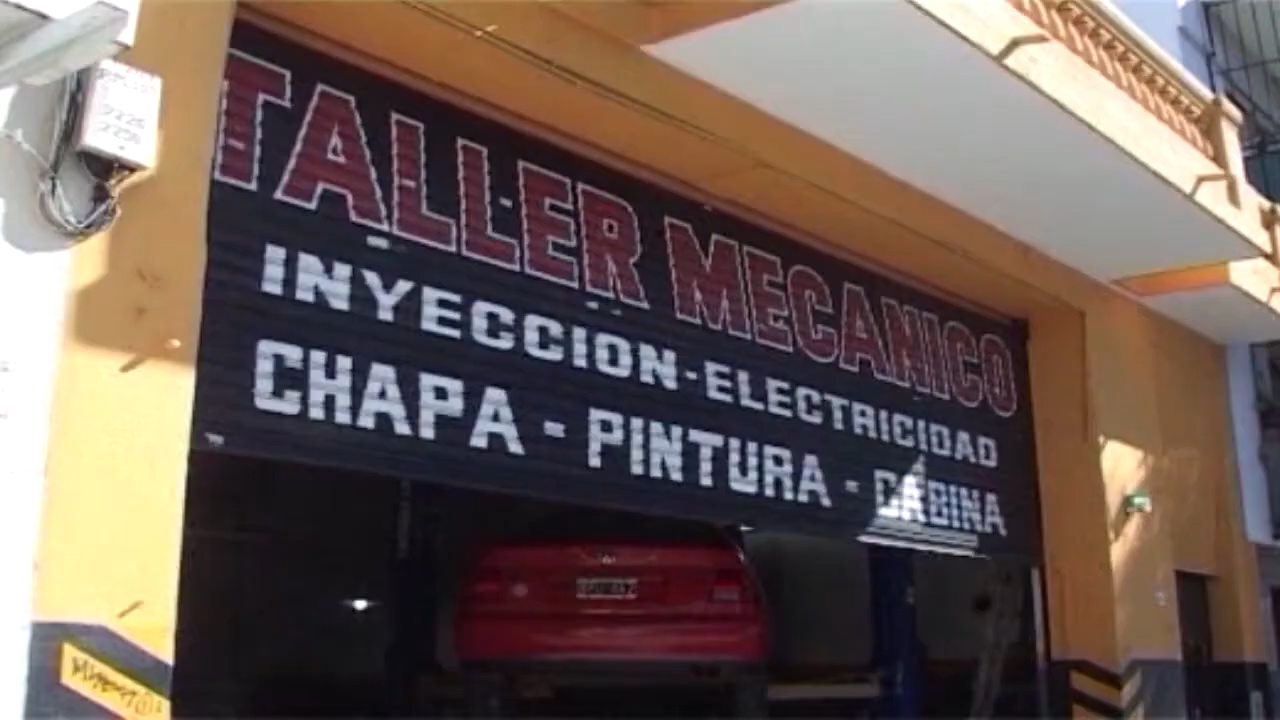 TALLER MECANICO
INYECCION-ELECTRICIDAD
CHAPA - PINTURA - CABINA